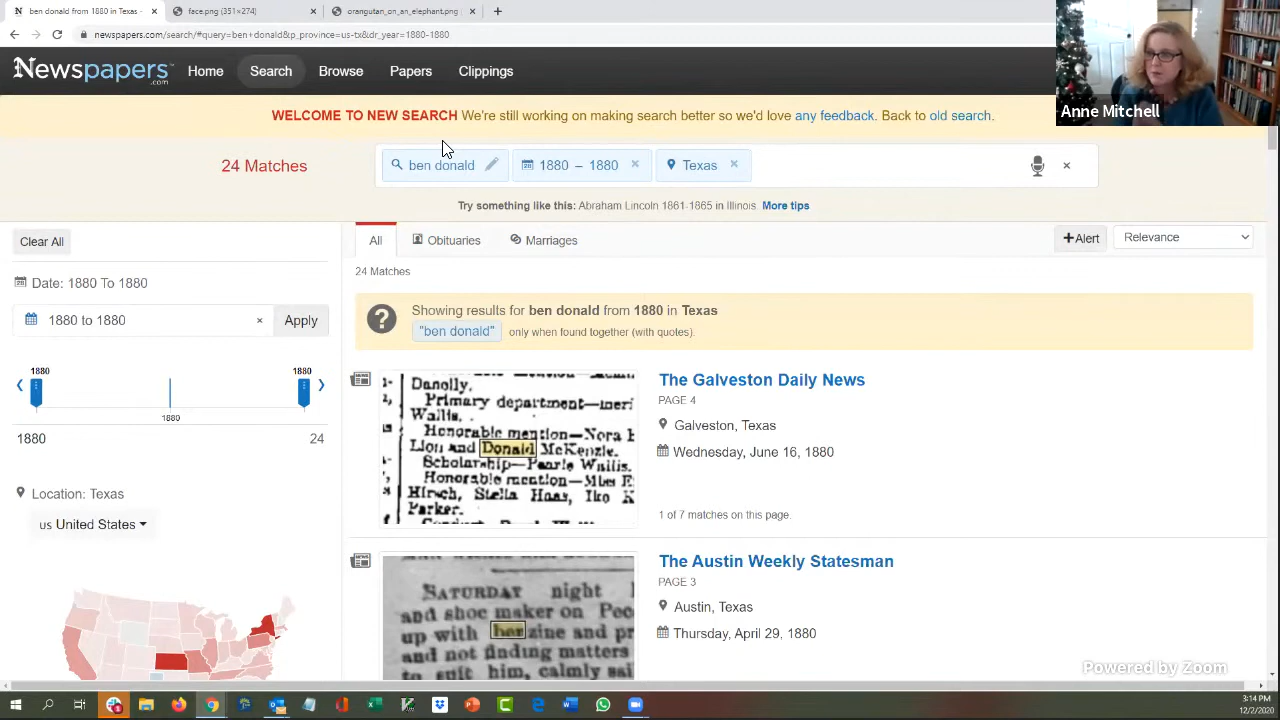 ben donald from 1880 in Texas - × face.png (351×274) × orangutan_on_an_elephant.png × +
newspapers.com/search/#query=ben+donald&p_province=us-tx&dr_year=1880-1880
Newspapers.com Home Search Browse Papers Clippings
Anne Mitchell
WELCOME TO NEW SEARCH We're still working on making search better so we'd love any feedback. Back to old search.
24 Matches ben donald 1880 – 1880 × Texas × ×
Try something like this: Abraham Lincoln 1861-1865 in Illinois More tips
Clear All All Obituaries Marriages +Alert Relevance
24 Matches
Date: 1880 To 1880
1880 to 1880 × Apply
? Showing results for ben donald from 1880 in Texas
"ben donald" only when found together (with quotes).
1880 1880
1880
1880 24
Location: Texas
us United States
Danolly.
Primary department—meri
Wallis.
Honorable mention—Nora
Lion and Donald McKenzie.
Scholarship—Pearle Wallis.
Honorable mention—Miss E
Hirsch, Stella Haas, Iko K
Parker.
The Galveston Daily News
PAGE 4
Galveston, Texas
Wednesday, June 16, 1880
1 of 7 matches on this page.
SATURDAY night
and shoe maker on Pec
up with benzine and pr
and not finding matters
to suit him, calmly sai
The Austin Weekly Statesman
PAGE 3
Austin, Texas
Thursday, April 29, 1880
Powered by Zoom
3:14 PM
12/2/2020